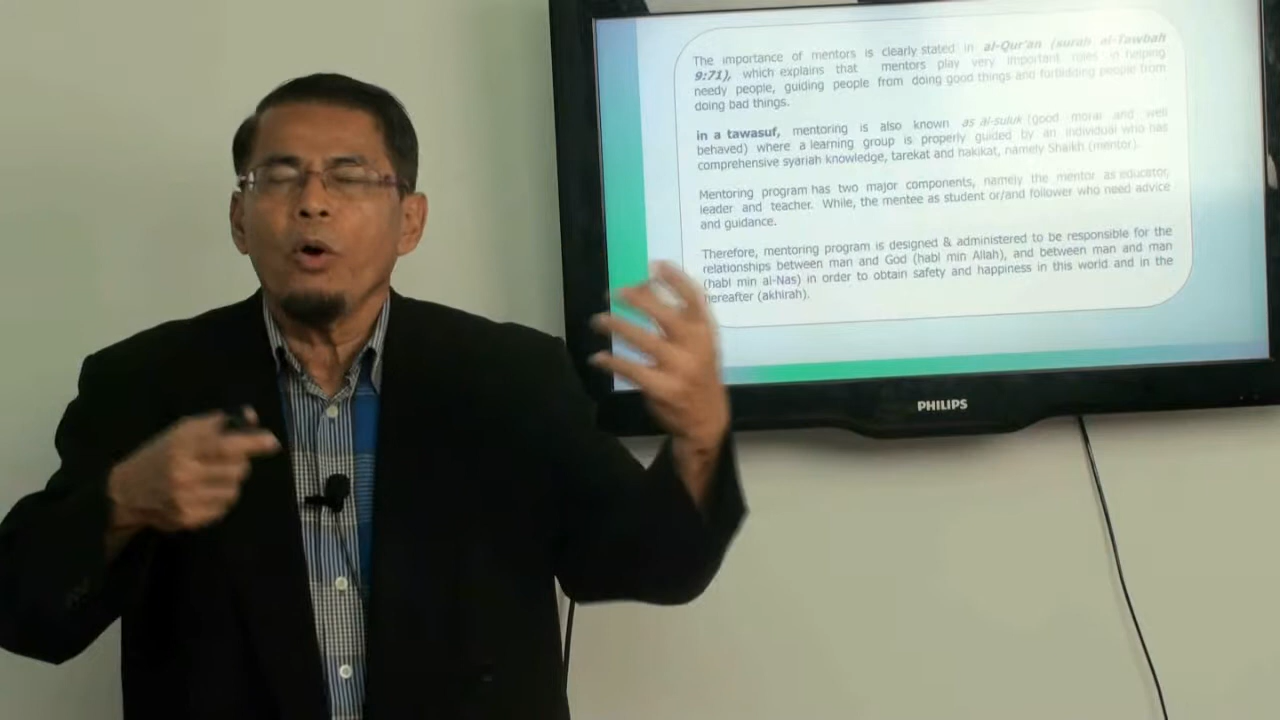 The importance of mentors is clearly stated in al-Qur'an (surah al-Tawbah
9:71), which explains that mentors play very important roles in helping
needy people, guiding people from doing good things and forbidding people from
doing bad things.
in a tawasuf, mentoring is also known as al-suluk (good moral and well
behaved) where a learning group is properly guided by an individual who has
comprehensive syariah knowledge, tarekat and hakikat, namely Shaikh (mentor).
Mentoring program has two major components, namely the mentor as educator,
leader and teacher. While, the mentee as student or/and follower who need advice
and guidance.
Therefore, mentoring program is designed & administered to be responsible for the
relationships between man and God (habl min Allah), and between man and man
(habl min al-Nas) in order to obtain safety and happiness in this world and in the
hereafter (akhirah).
PHILIPS